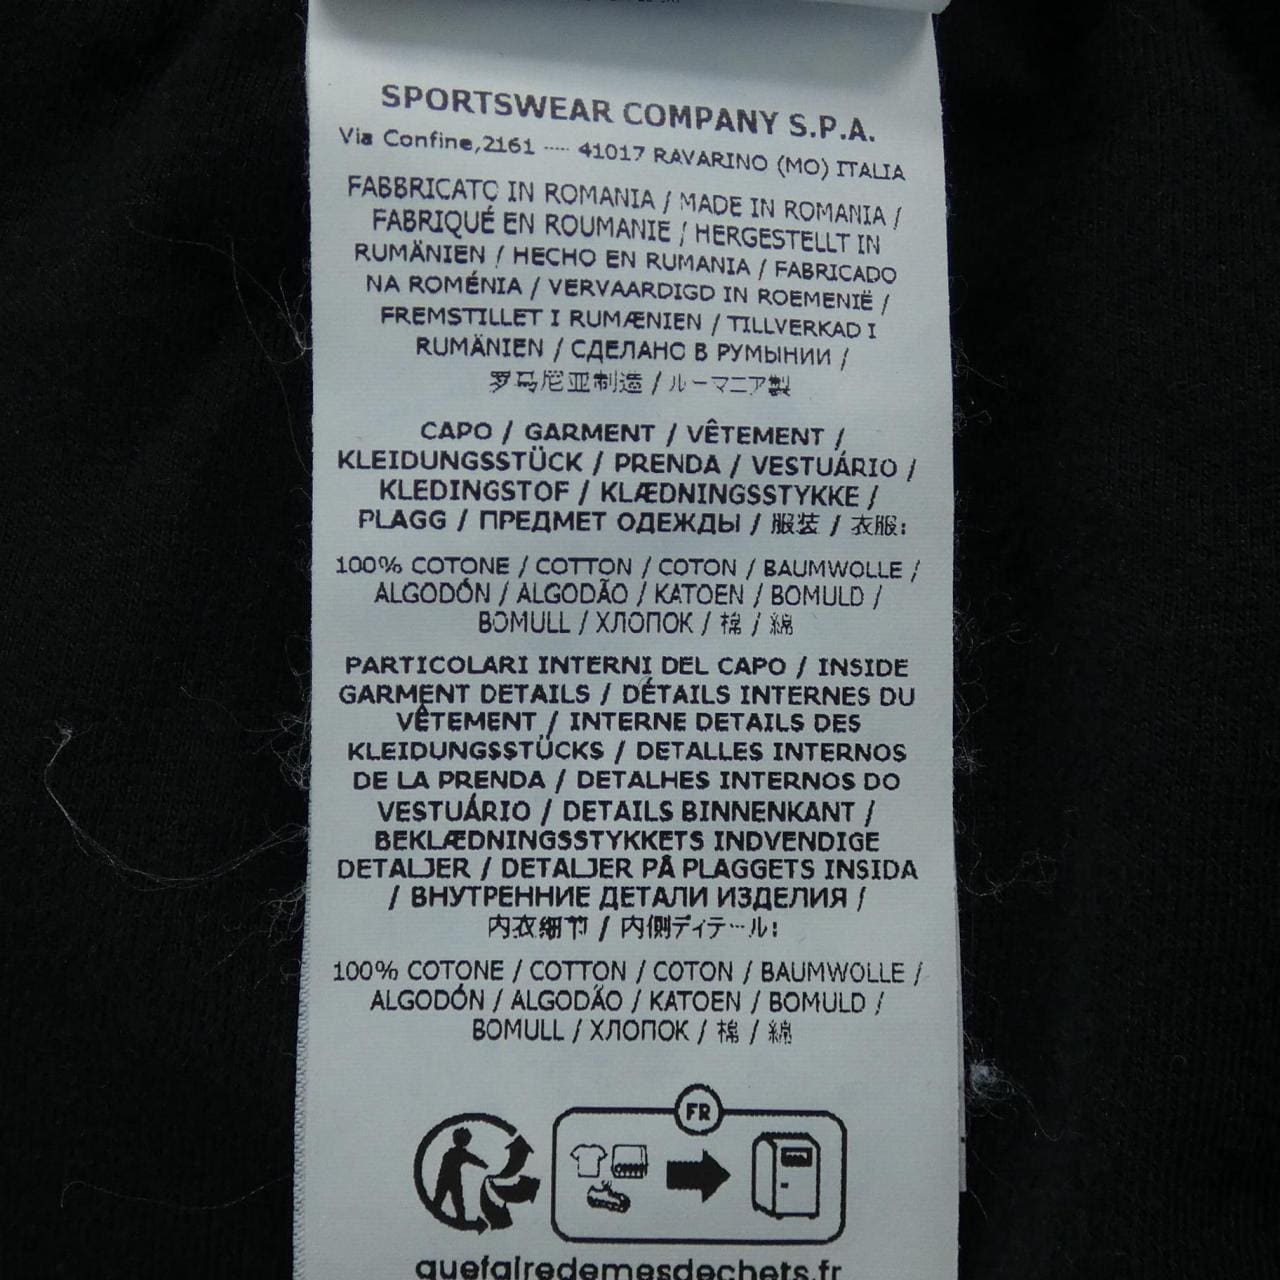 SPORTSWEAR COMPANY S.P.A.
Via Confine,2161 ---- 41017 RAVARINO (MO) ITALIA
FABBRICATO IN ROMANIA / MADE IN ROMANIA /
FABRIQUÉ EN ROUMANIE / HERGESTELLT IN
RUMÄNIEN / HECHO EN RUMANIA / FABRICADO
NA ROMÉNIA / VERVAARDIGD IN ROEMENIË /
FREMSTILLET I RUMÆNIEN / TILLVERKAD I
RUMÄNIEN / СДЕЛАНО В РУМЫНИИ /
罗马尼亚制造 / ルーマニア製
CAPO / GARMENT / VÊTEMENT /
KLEIDUNGSSTÜCK / PRENDA / VESTUÁRIO /
KLEDINGSTOF / KLÆDNINGSSTYKKE /
PLAGG / ПРЕДМЕТ ОДЕЖДЫ / 服装 / 衣服:
100% COTONE / COTTON / COTON / BAUMWOLLE /
ALGODÓN / ALGODÃO / KATOEN / BOMULD /
BOMULL / ХЛОПОК / 棉 / 綿
PARTICOLARI INTERNI DEL CAPO / INSIDE
GARMENT DETAILS / DÉTAILS INTERNES DU
VÊTEMENT / INTERNE DETAILS DES
KLEIDUNGSSTÜCKS / DETALLES INTERNOS
DE LA PRENDA / DETALHES INTERNOS DO
VESTUÁRIO / DETAILS BINNENKANT /
BEKLÆDNINGSSTYKKETS INDVENDIGE
DETALJER / DETALJER PÅ PLAGGETS INSIDA
/ ВНУТРЕННИЕ ДЕТАЛИ ИЗДЕЛИЯ /
内衣细节 / 内側ディテール:
100% COTONE / COTTON / COTON / BAUMWOLLE /
ALGODÓN / ALGODÃO / KATOEN / BOMULD /
BOMULL / ХЛОПОК / 棉 / 綿
FR
quefairedemesdechets.fr